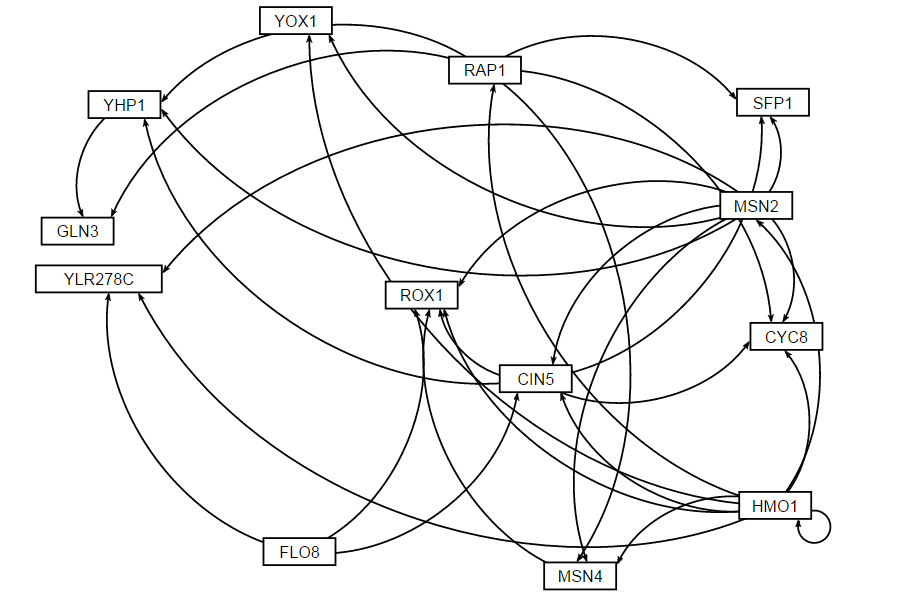 YOX1
RAP1
YHP1
SFP1
MSN2
GLN3
YLR278C
ROX1
CYC8
CIN5
HMO1
FLO8
MSN4